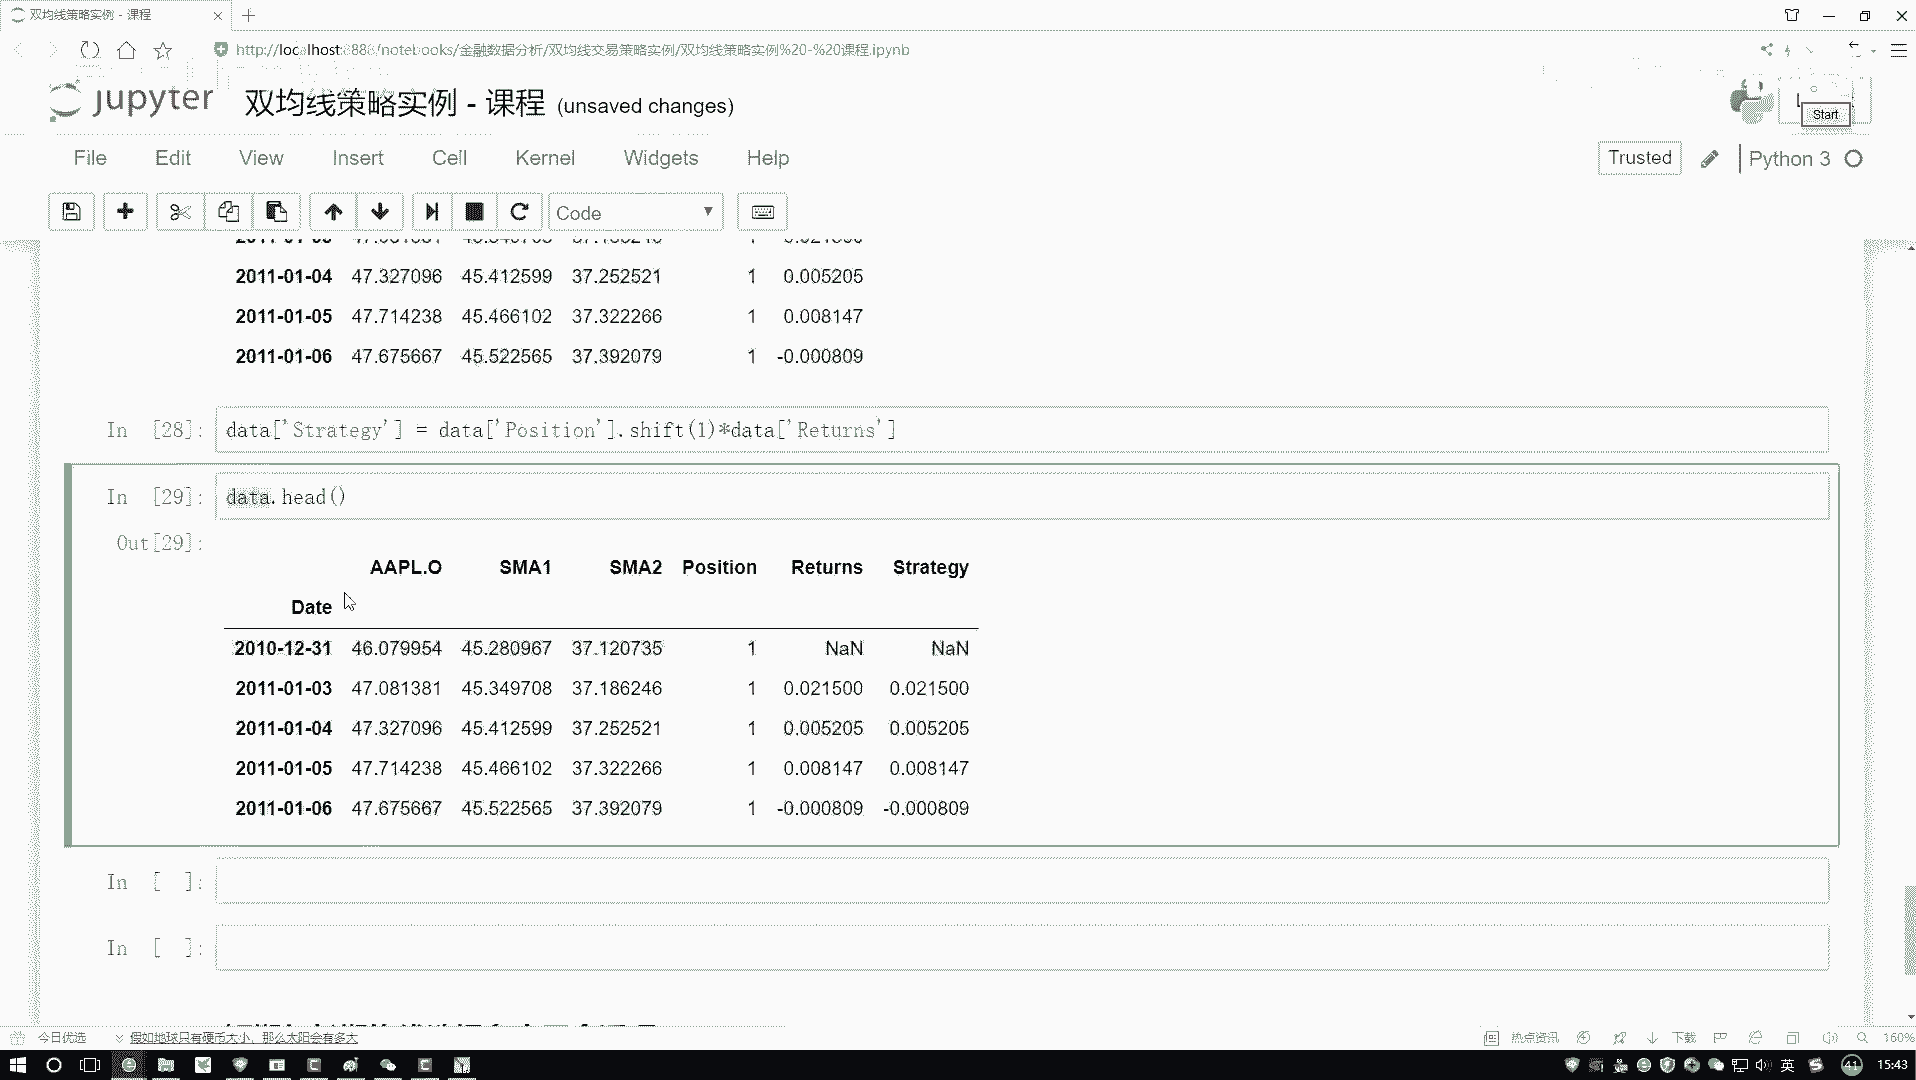 双均线策略实例 - 课程
http://localhost:8888/notebooks/金融数据分析/双均线交易策略实例/双均线策略实例%20-%20课程.ipynb
jupyter 双均线策略实例 - 课程 (unsaved changes)
Start
File Edit View Insert Cell Kernel Widgets Help
Trusted Python 3
Code
2011-01-04 47.327096 45.412599 37.252521 1 0.005205
2011-01-05 47.714238 45.466102 37.322266 1 0.008147
2011-01-06 47.675667 45.522565 37.392079 1 -0.000809
In [28]: data['Strategy'] = data['Position'].shift(1)*data['Returns']
In [29]: data.head()
Out[29]:
AAPL.O SMA1 SMA2 Position Returns Strategy
Date
2010-12-31 46.079954 45.280967 37.120735 1 NaN NaN
2011-01-03 47.081381 45.349708 37.186246 1 0.021500 0.021500
2011-01-04 47.327096 45.412599 37.252521 1 0.005205 0.005205
2011-01-05 47.714238 45.466102 37.322266 1 0.008147 0.008147
2011-01-06 47.675667 45.522565 37.392079 1 -0.000809 -0.000809
In [ ]:
In [ ]:
今日优选 假如地球只有硬币大小，那么太阳会有多大 热点资讯 下载 160%
英 41 15:43